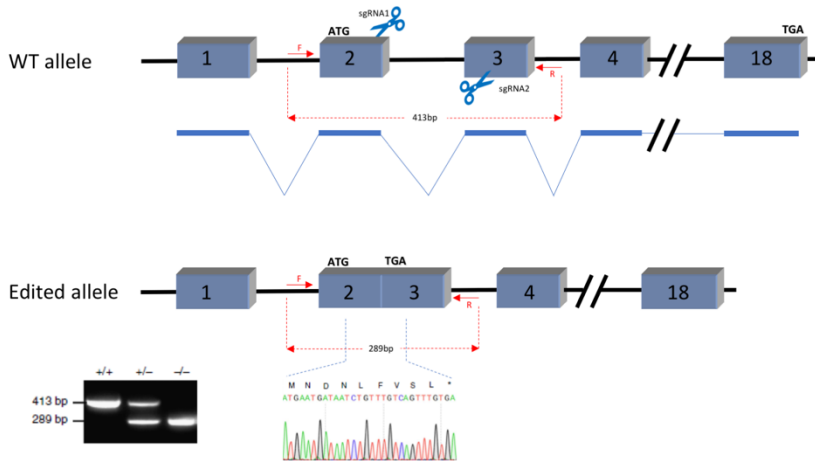 sgRNA1
ATG
TGA
F
WT allele
1
2
3
4
18
R
sgRNA2
413bp
ATG
TGA
F
Edited allele
1
2
3
4
18
R
289bp
+/+ +/− −/−
413 bp
289 bp
M N D N L F V S L *
ATGAATGATAATCTGTTTGTCAGTTTGTGA